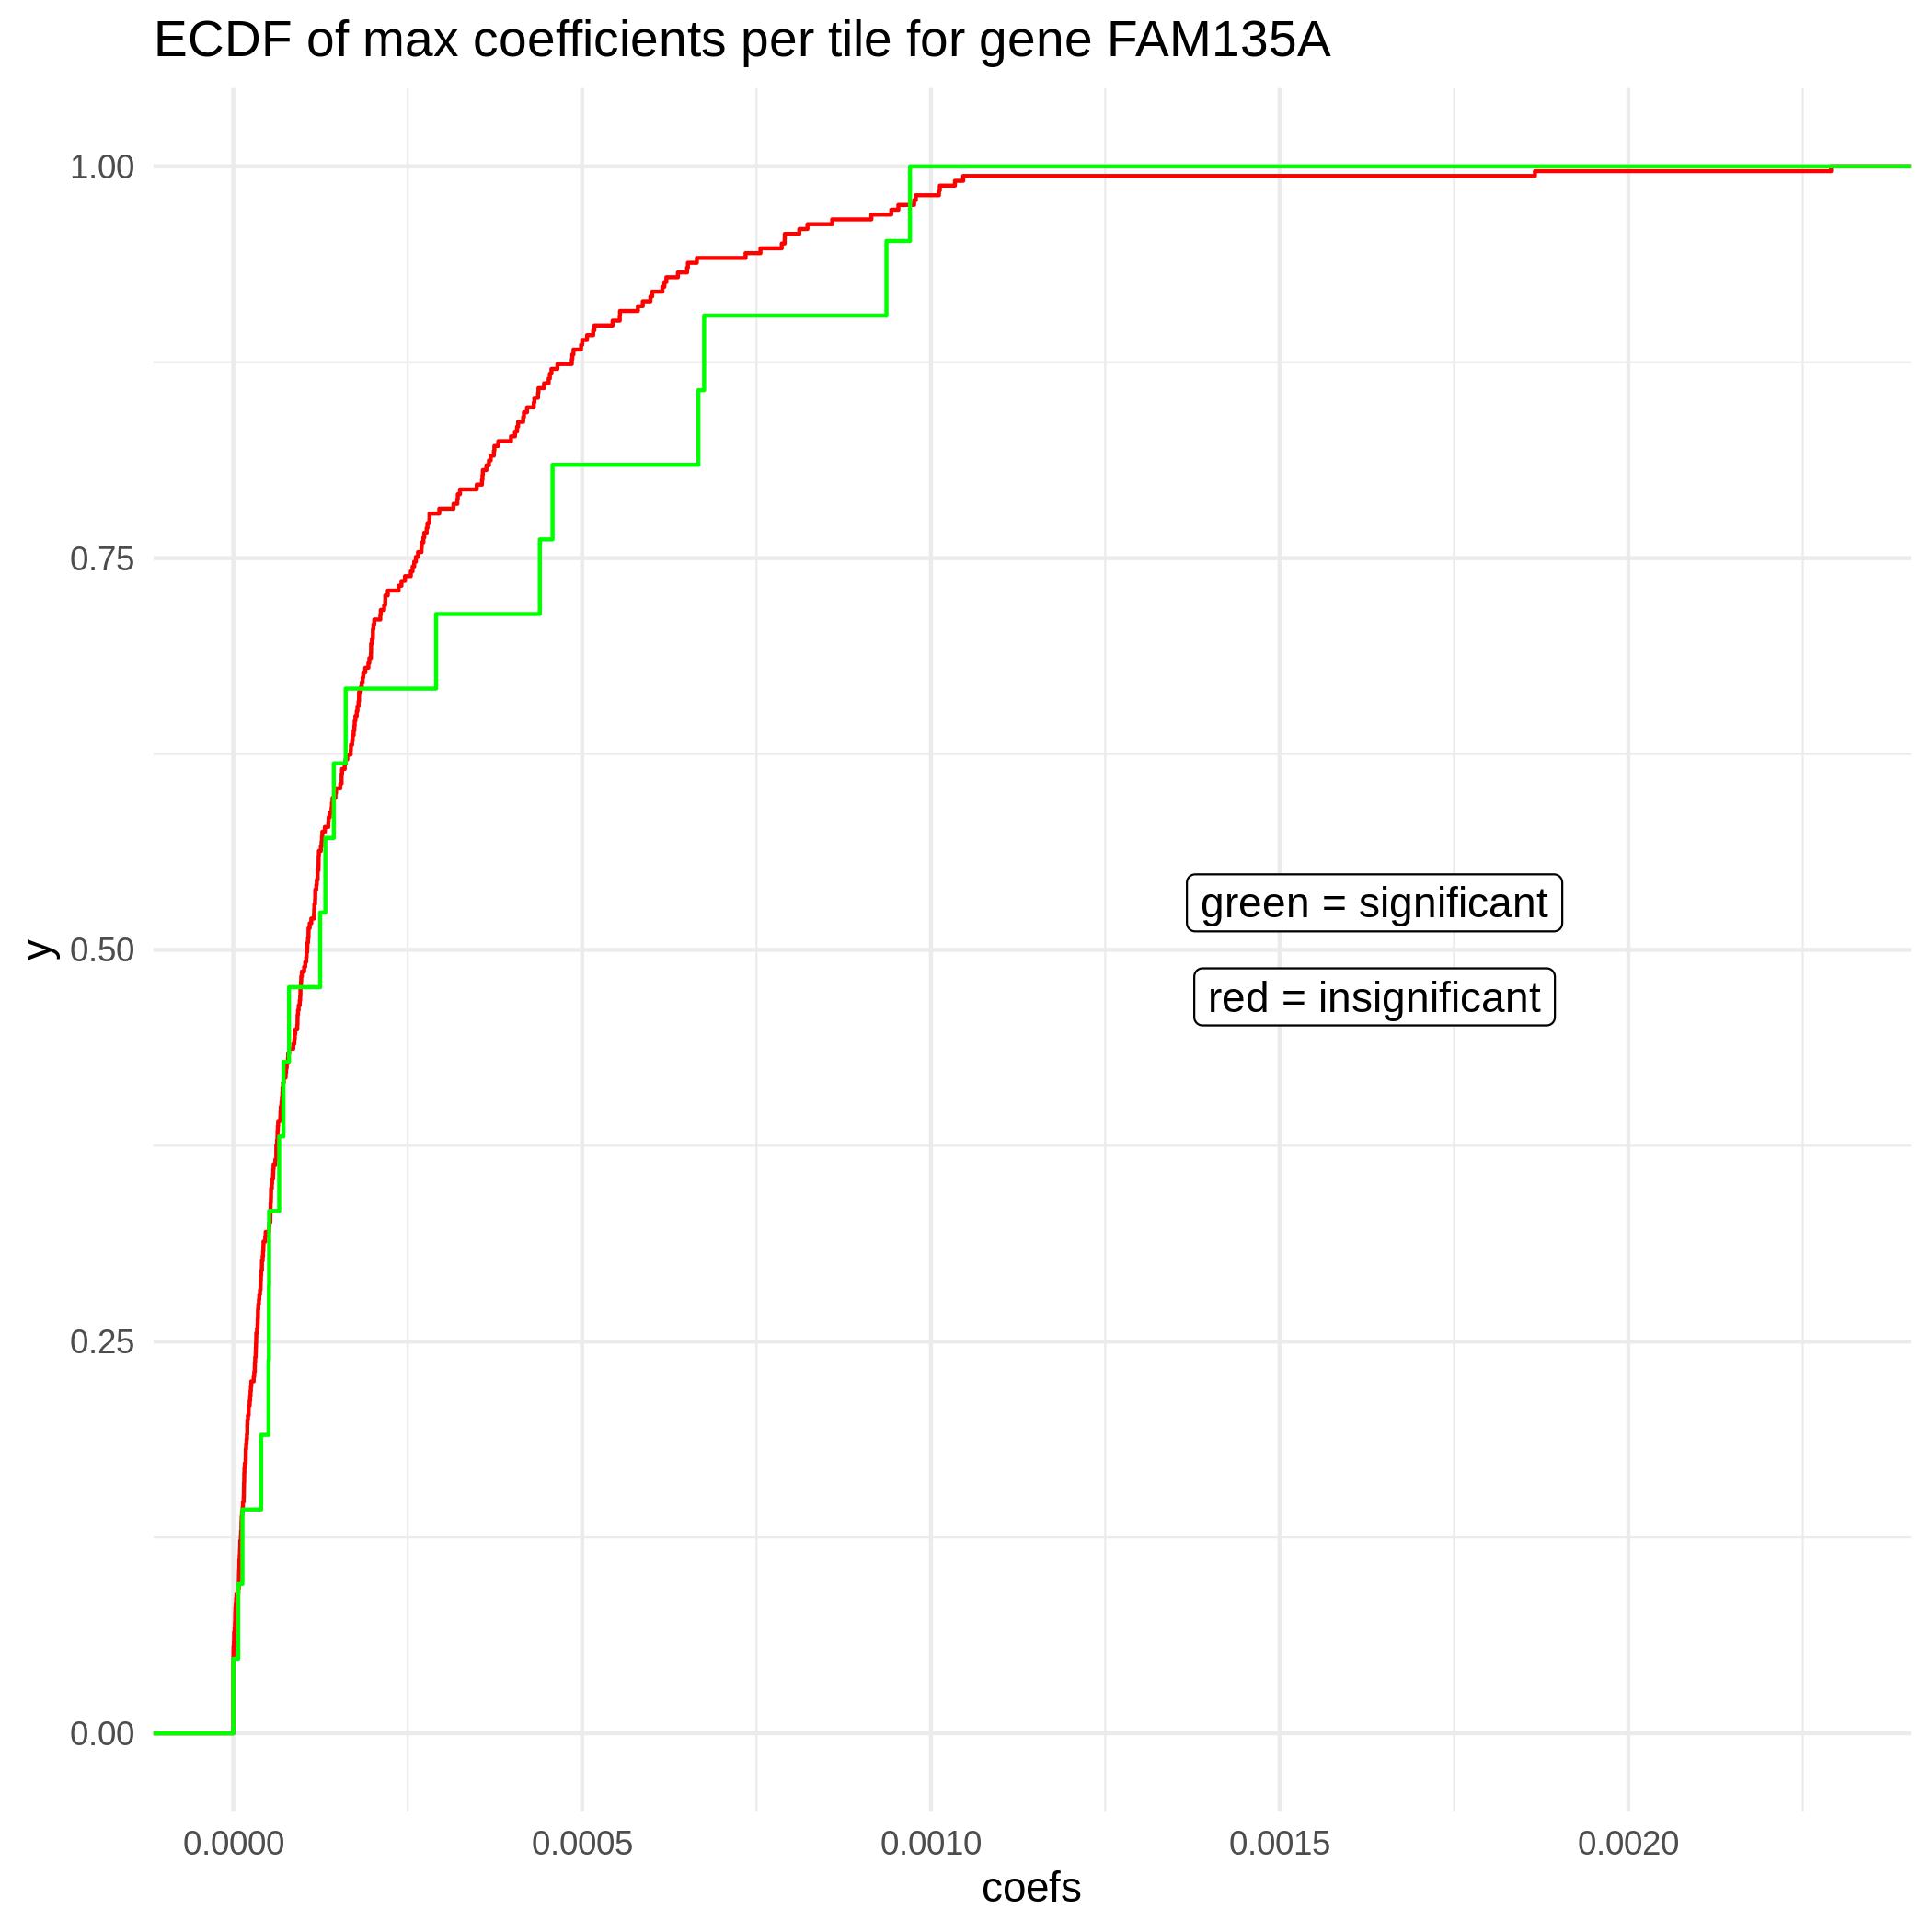 ECDF of max coefficients per tile for gene FAM135A
1.00
0.75
0.50
0.25
0.00
y
green = significant
red = insignificant
0.0000
0.0005
0.0010
0.0015
0.0020
coefs